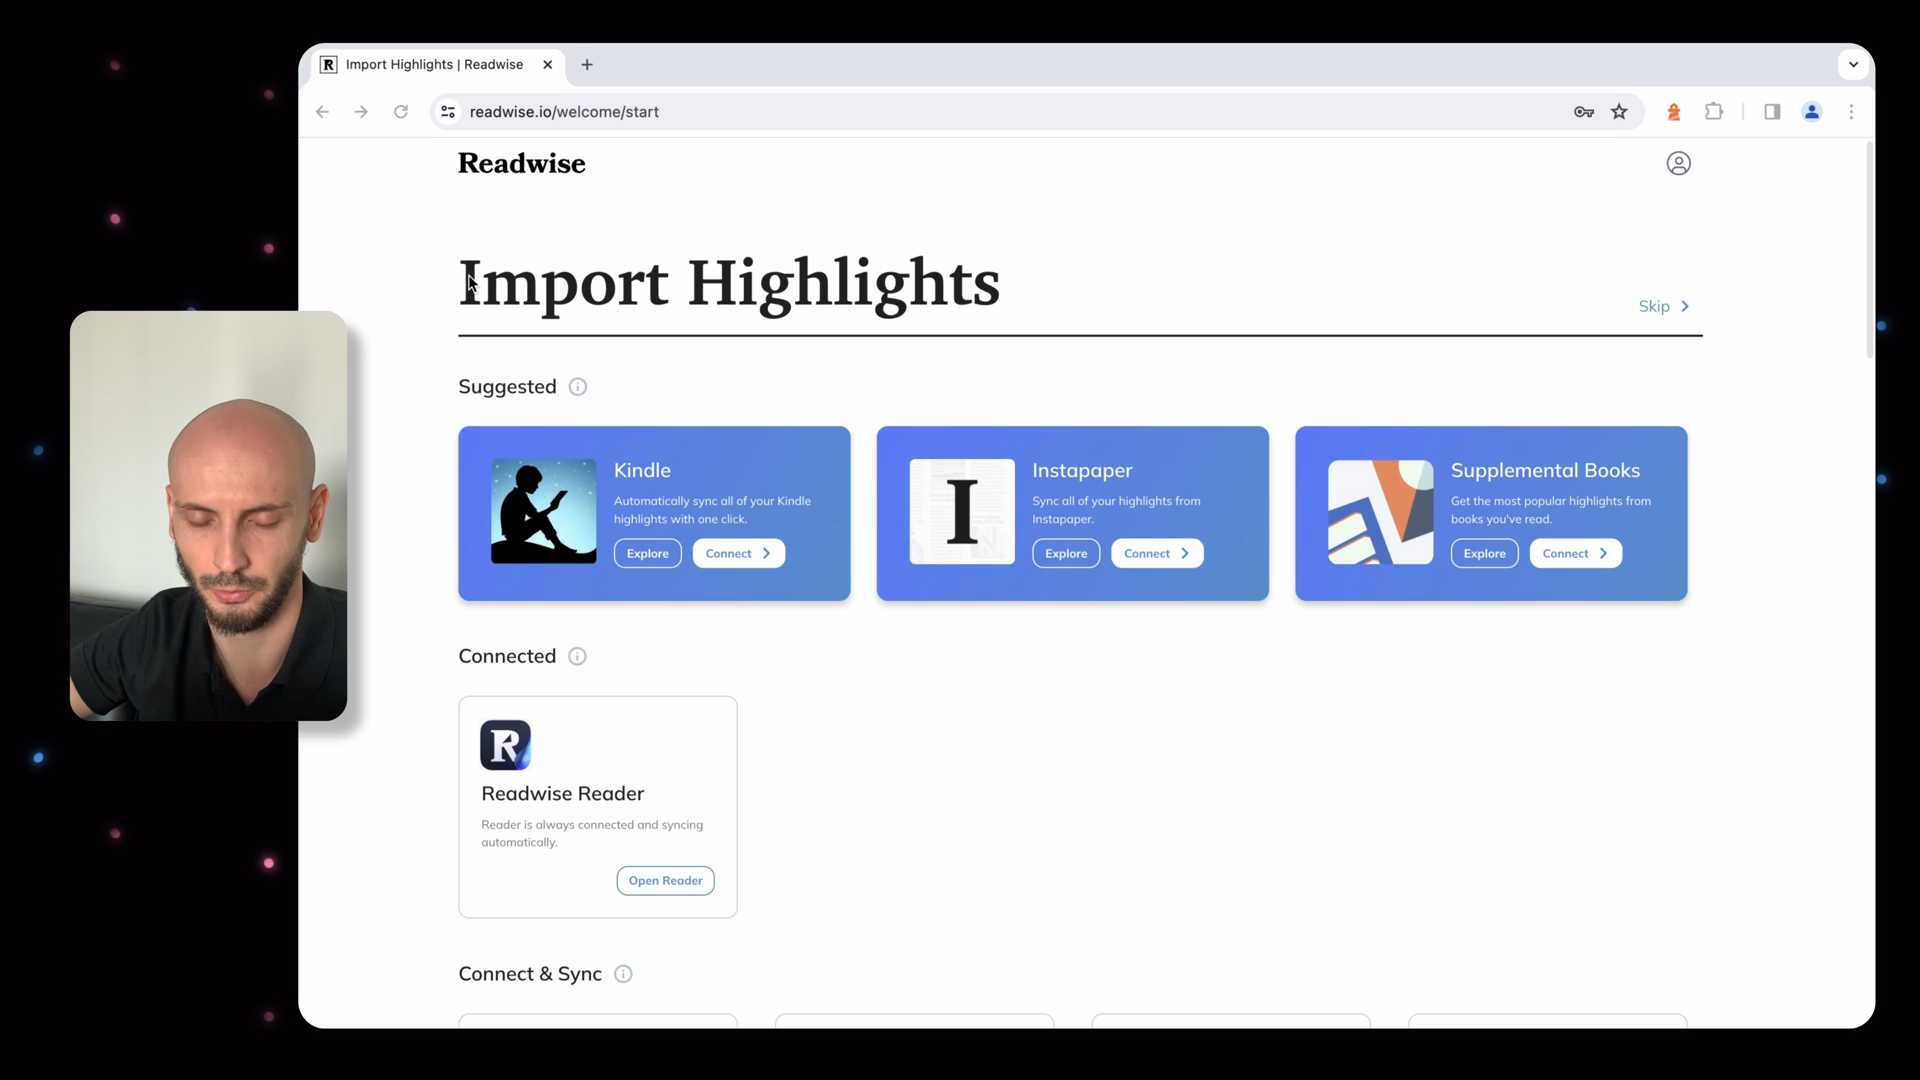 Import Highlights | Readwise
readwise.io/welcome/start
Readwise
Import Highlights
Skip
Suggested
Kindle
Automatically sync all of your Kindle
highlights with one click.
Explore
Connect
Instapaper
Sync all of your highlights from
Instapaper.
Explore
Connect
Supplemental Books
Get the most popular highlights from
books you've read.
Explore
Connect
Connected
Readwise Reader
Reader is always connected and syncing
automatically.
Open Reader
Connect & Sync